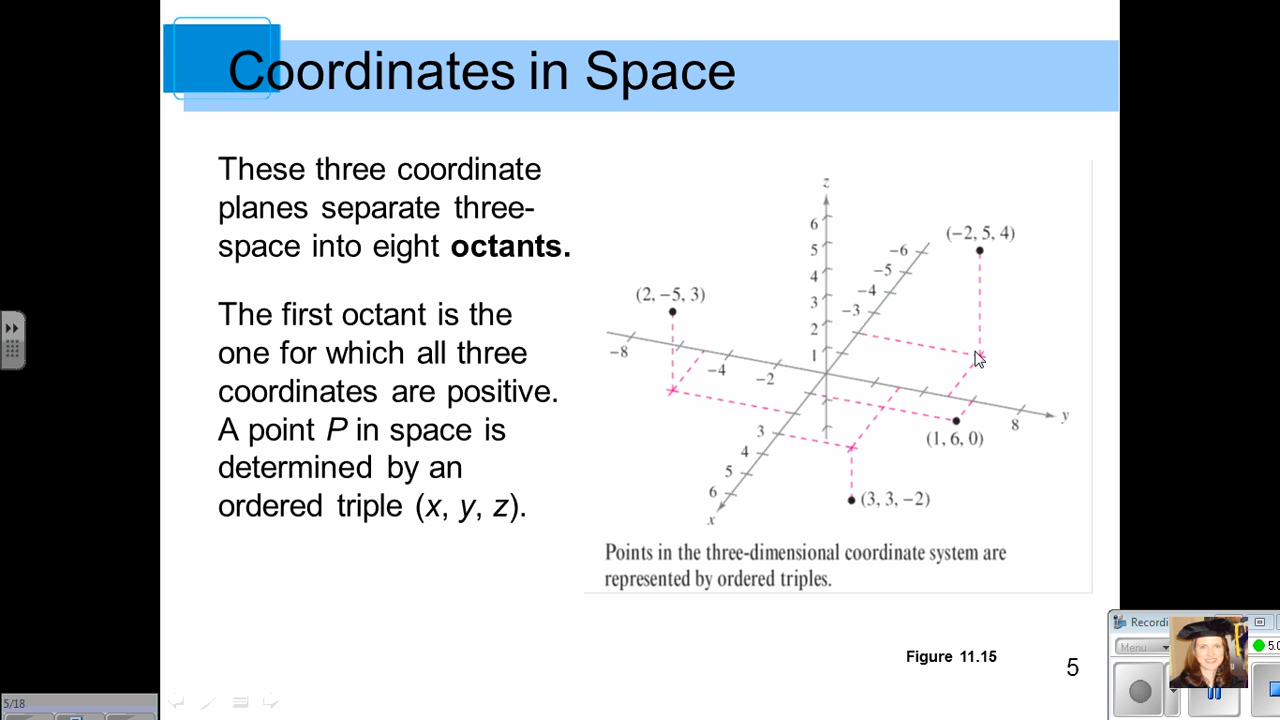 Coordinates in Space
These three coordinate
planes separate three-
space into eight octants.
The first octant is the
one for which all three
coordinates are positive.
A point P in space is
determined by an
ordered triple (x, y, z).
z
6
5
4
3
2
1
−6
−5
−4
−3
(−2, 5, 4)
(2, −5, 3)
−8
−4
−2
y
8
(1, 6, 0)
3
4
5
6
x
(3, 3, −2)
Points in the three-dimensional coordinate system are
represented by ordered triples.
Figure 11.15
5
5/18
Recordi
Menu
5.0